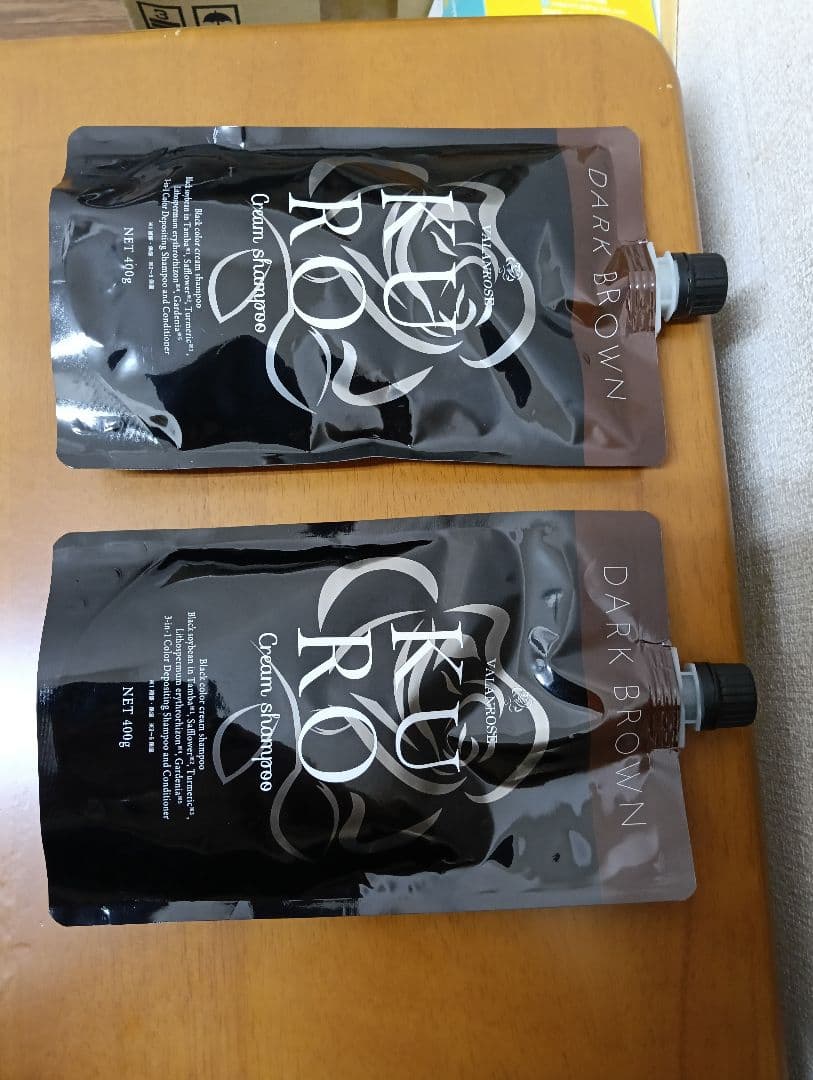 DARK BROWN
VALANROSE
KU
RO
Cream shampoo
Black color cream shampoo
Black soybean in Tamba※1, Safflower※2, Turmeric※3,
Lithospermum erythrorhizon※4, Gardenia※5
3-in-1 Color Depositing Shampoo and Conditioner
NET 400g
DARK BROWN
VALANROSE
KU
RO
Cream shampoo
Black color cream shampoo
Black soybean in Tamba※1, Safflower※2, Turmeric※3,
Lithospermum erythrorhizon※4, Gardenia※5
3-in-1 Color Depositing Shampoo and Conditioner
NET 400g